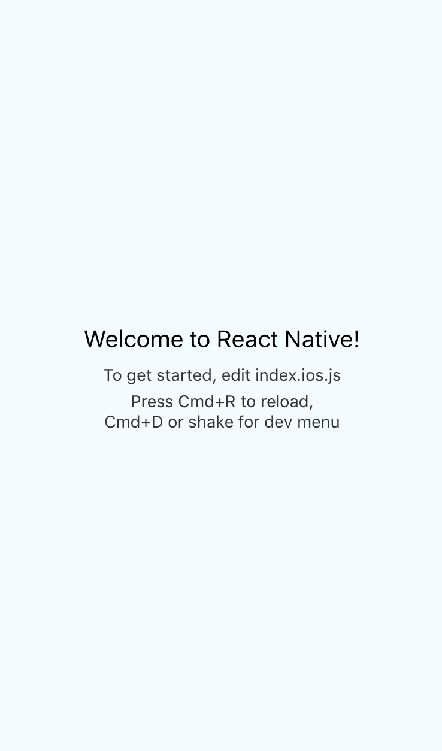 Welcome to React Native!
To get started, edit index.ios.js
Press Cmd+R to reload,
Cmd+D or shake for dev menu